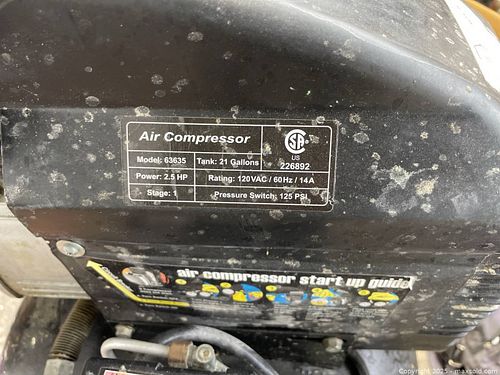 Air Compressor
Model: 63635 Tank: 21 Gallons
Power: 2.5 HP Rating: 120VAC / 60Hz / 14A
Stage: 1 Pressure Switch: 125 PSI
CSA
US
226892
air compressor start up guide
Copyright 2025 - maxsold.com